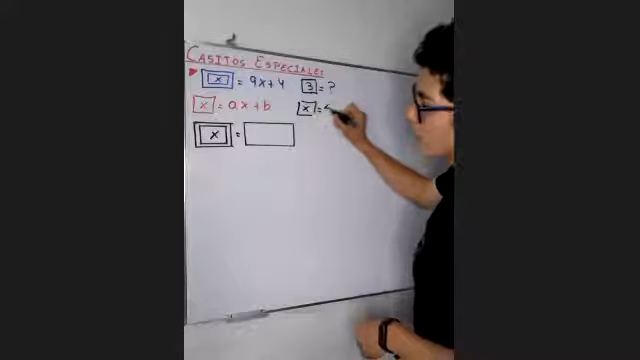 CASITOS ESPECIALES
x = 9x+4 3 = ?
x = ax+b x =
x =